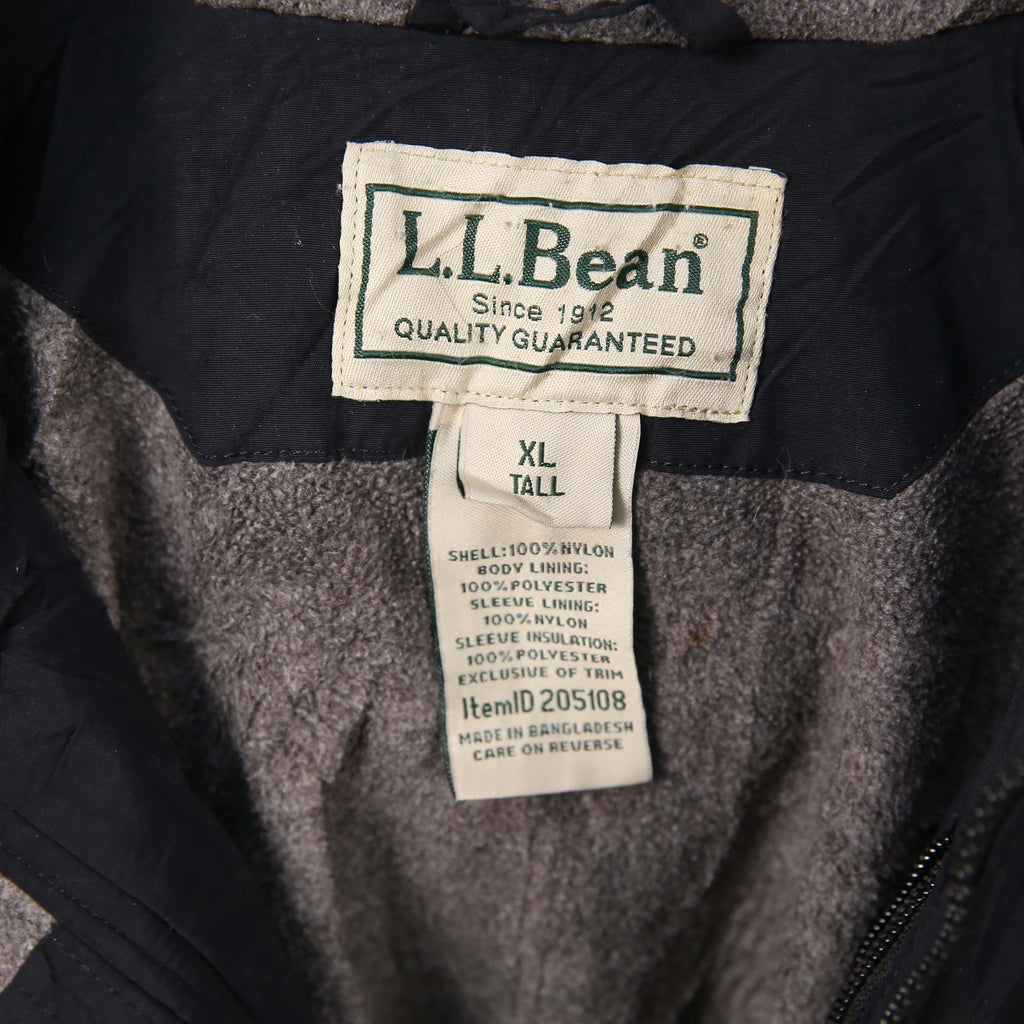 L.L.Bean®
Since 1912
QUALITY GUARANTEED
XL
TALL
SHELL:100% NYLON
BODY LINING:
100% POLYESTER
SLEEVE LINING:
100% NYLON
SLEEVE INSULATION:
100% POLYESTER
EXCLUSIVE OF TRIM
ItemID 205108
MADE IN BANGLADESH
CARE ON REVERSE